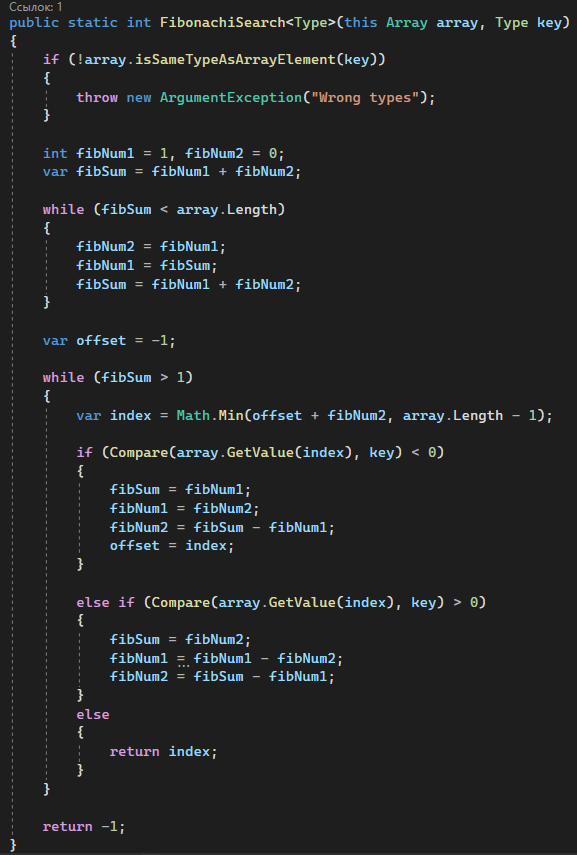 Ссылок: 1
public static int FibonachiSearch<Type>(this Array array, Type key)
{
    if (!array.isSameTypeAsArrayElement(key))
    {
        throw new ArgumentException("Wrong types");
    }

    int fibNum1 = 1, fibNum2 = 0;
    var fibSum = fibNum1 + fibNum2;

    while (fibSum < array.Length)
    {
        fibNum2 = fibNum1;
        fibNum1 = fibSum;
        fibSum = fibNum1 + fibNum2;
    }

    var offset = -1;

    while (fibSum > 1)
    {
        var index = Math.Min(offset + fibNum2, array.Length - 1);

        if (Compare(array.GetValue(index), key) < 0)
        {
            fibSum = fibNum1;
            fibNum1 = fibNum2;
            fibNum2 = fibSum - fibNum1;
            offset = index;
        }

        else if (Compare(array.GetValue(index), key) > 0)
        {
            fibSum = fibNum2;
            fibNum1 = fibNum1 - fibNum2;
            fibNum2 = fibSum - fibNum1;
        }
        else
        {
            return index;
        }
    }

    return -1;
}